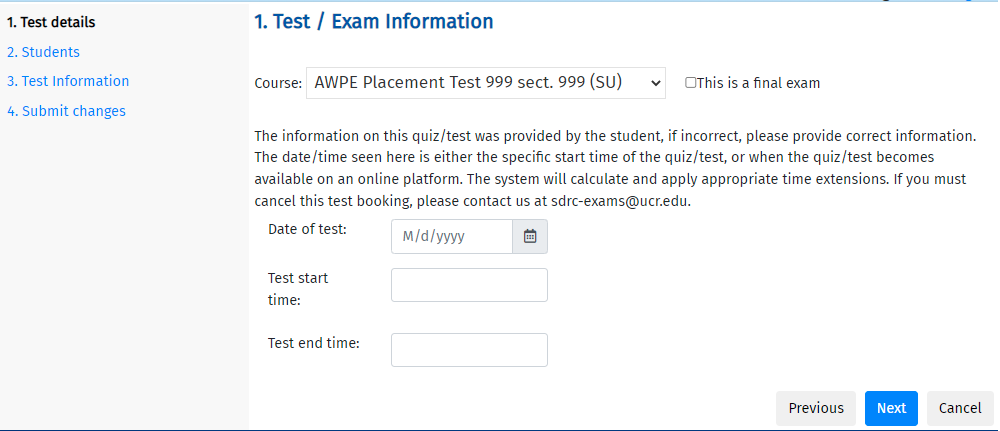 1. Test details
2. Students
3. Test Information
4. Submit changes
1. Test / Exam Information
Course: AWPE Placement Test 999 sect. 999 (SU) This is a final exam
The information on this quiz/test was provided by the student, if incorrect, please provide correct information.
The date/time seen here is either the specific start time of the quiz/test, or when the quiz/test becomes
available on an online platform. The system will calculate and apply appropriate time extensions. If you must
cancel this test booking, please contact us at sdrc-exams@ucr.edu.
Date of test: M/d/yyyy
Test start
time:
Test end time:
Previous Next Cancel